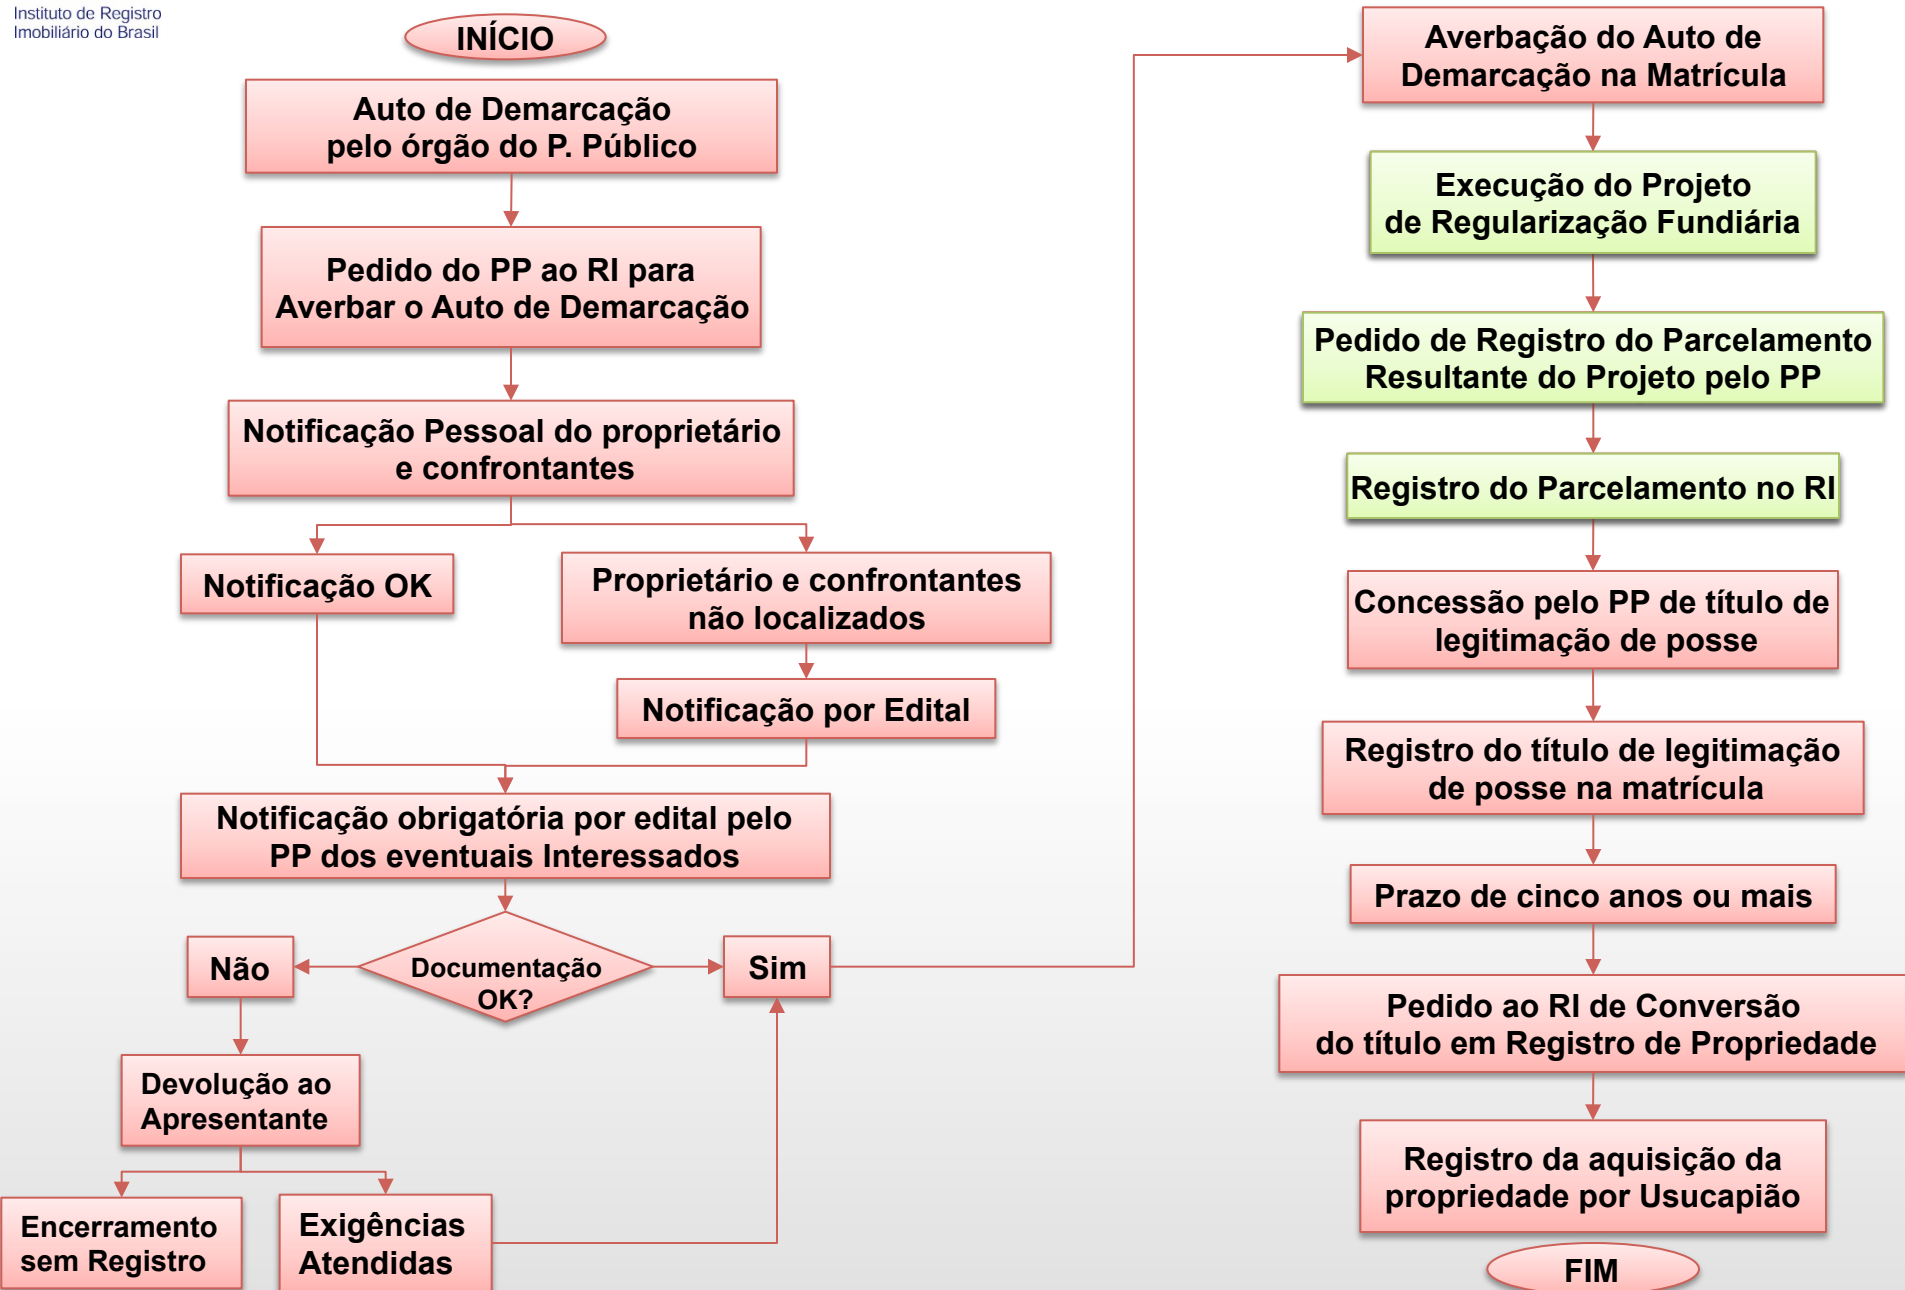 Instituto de Registro
Imobiliário do Brasil
INÍCIO
Auto de Demarcação
pelo órgão do P. Público
Pedido do PP ao RI para
Averbar o Auto de Demarcação
Notificação Pessoal do proprietário
e confrontantes
Notificação OK
Proprietário e confrontantes
não localizados
Notificação por Edital
Notificação obrigatória por edital pelo
PP dos eventuais Interessados
Documentação
OK?
Não
Sim
Devolução ao
Apresentante
Encerramento
sem Registro
Exigências
Atendidas
Averbação do Auto de
Demarcação na Matrícula
Execução do Projeto
de Regularização Fundiária
Pedido de Registro do Parcelamento
Resultante do Projeto pelo PP
Registro do Parcelamento no RI
Concessão pelo PP de título de
legitimação de posse
Registro do título de legitimação
de posse na matrícula
Prazo de cinco anos ou mais
Pedido ao RI de Conversão
do título em Registro de Propriedade
Registro da aquisição da
propriedade por Usucapião
FIM